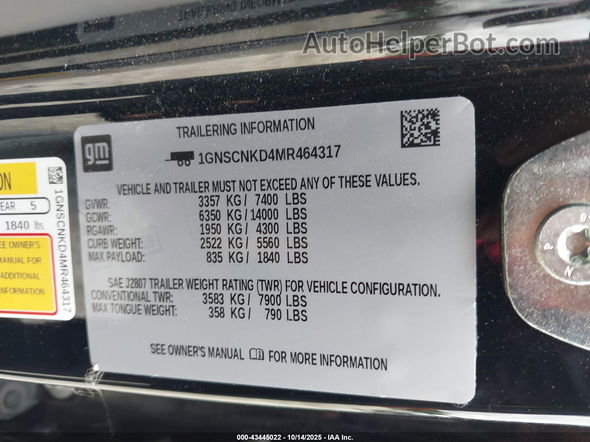 AutoHelperBot.com
gm
TRAILERING INFORMATION
1GNSCNKD4MR464317
VEHICLE AND TRAILER MUST NOT EXCEED ANY OF THESE VALUES.
GVWR: 3357 KG/ 7400 LBS
GCWR: 6350 KG/ 14000 LBS
RGAWR: 1950 KG/ 4300 LBS
CURB WEIGHT: 2522 KG/ 5560 LBS
MAX PAYLOAD: 835 KG/ 1840 LBS
SAE J2807 TRAILER WEIGHT RATING (TWR) FOR VEHICLE CONFIGURATION.
CONVENTIONAL TWR: 3583 KG/ 7900 LBS
MAX TONGUE WEIGHT: 358 KG/ 790 LBS
SEE OWNER'S MANUAL FOR MORE INFORMATION
ON
EAR 5
1840 lbs
SEE OWNER'S
MANUAL FOR
ADDITIONAL
INFORMATION
1GNSCNKD4MR464317
A
N
000-43445022 - 10/14/2025 - IAA Inc.